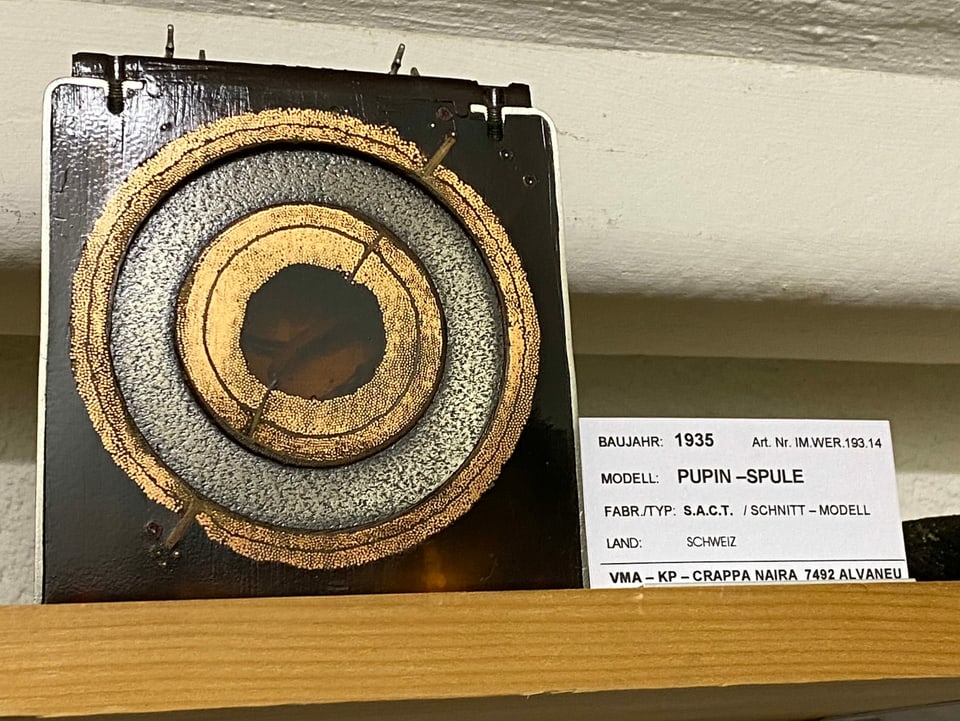 BAUJAHR: 1935 Art. Nr. IM.WER.193.14
MODELL: PUPIN –SPULE
FABR./TYP: S.A.C.T. / SCHNITT – MODELL
LAND: SCHWEIZ
VMA – KP – CRAPPA NAIRA 7492 ALVANEU